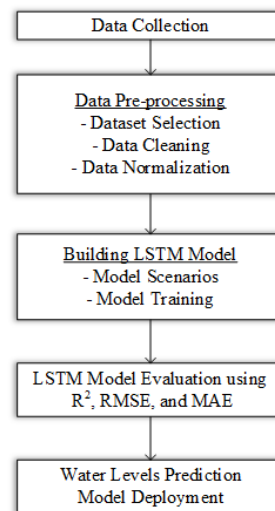 Data Collection
Data Pre-processing
- Dataset Selection
- Data Cleaning
- Data Normalization
Building LSTM Model
- Model Scenarios
- Model Training
LSTM Model Evaluation using
R², RMSE, and MAE
Water Levels Prediction
Model Deployment